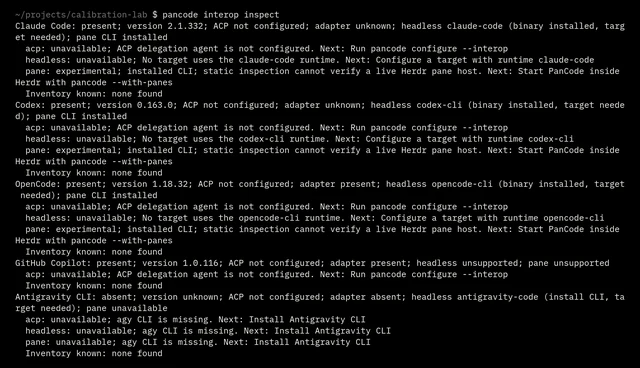 ~/projects/calibration-lab $ pancode interop inspect
Claude Code: present; version 2.1.332; ACP not configured; adapter unknown; headless claude-code (binary installed, targ
et needed); pane CLI installed
  acp: unavailable; ACP delegation agent is not configured. Next: Run pancode configure --interop
  headless: unavailable; No target uses the claude-code runtime. Next: Configure a target with runtime claude-code
  pane: experimental; installed CLI; static inspection cannot verify a live Herdr pane host. Next: Start PanCode inside
Herdr with pancode --with-panes
  Inventory known: none found
Codex: present; version 0.163.0; ACP not configured; adapter unknown; headless codex-cli (binary installed, target neede
d); pane CLI installed
  acp: unavailable; ACP delegation agent is not configured. Next: Run pancode configure --interop
  headless: unavailable; No target uses the codex-cli runtime. Next: Configure a target with runtime codex-cli
  pane: experimental; installed CLI; static inspection cannot verify a live Herdr pane host. Next: Start PanCode inside
Herdr with pancode --with-panes
  Inventory known: none found
OpenCode: present; version 1.18.32; ACP not configured; adapter present; headless opencode-cli (binary installed, target
 needed); pane CLI installed
  acp: unavailable; ACP delegation agent is not configured. Next: Run pancode configure --interop
  headless: unavailable; No target uses the opencode-cli runtime. Next: Configure a target with runtime opencode-cli
  pane: experimental; installed CLI; static inspection cannot verify a live Herdr pane host. Next: Start PanCode inside
Herdr with pancode --with-panes
  Inventory known: none found
GitHub Copilot: present; version 1.0.116; ACP not configured; adapter present; headless unsupported; pane unsupported
  acp: unavailable; ACP delegation agent is not configured. Next: Run pancode configure --interop
  Inventory known: none found
Antigravity CLI: absent; version unknown; ACP not configured; adapter absent; headless antigravity-code (install CLI, ta
rget needed); pane unavailable
  acp: unavailable; agy CLI is missing. Next: Install Antigravity CLI
  headless: unavailable; agy CLI is missing. Next: Install Antigravity CLI
  pane: unavailable; agy CLI is missing. Next: Install Antigravity CLI
  Inventory known: none found